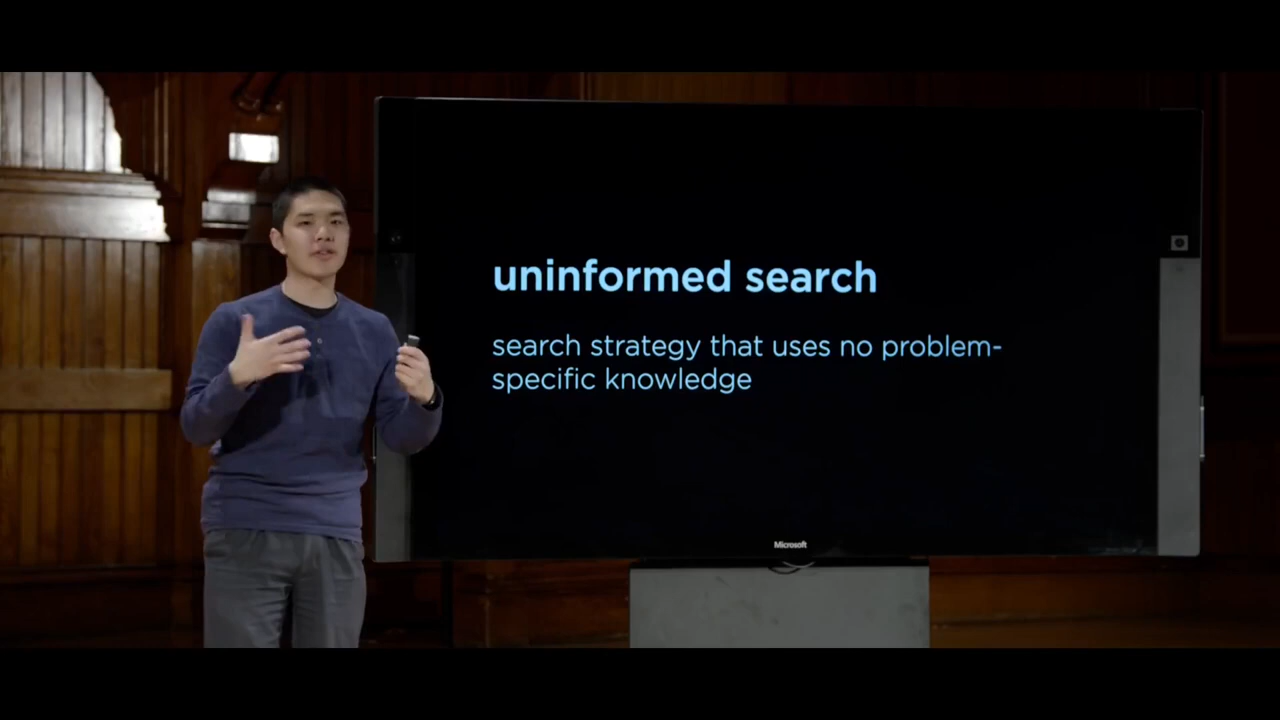 uninformed search
search strategy that uses no problem-
specific knowledge
Microsoft